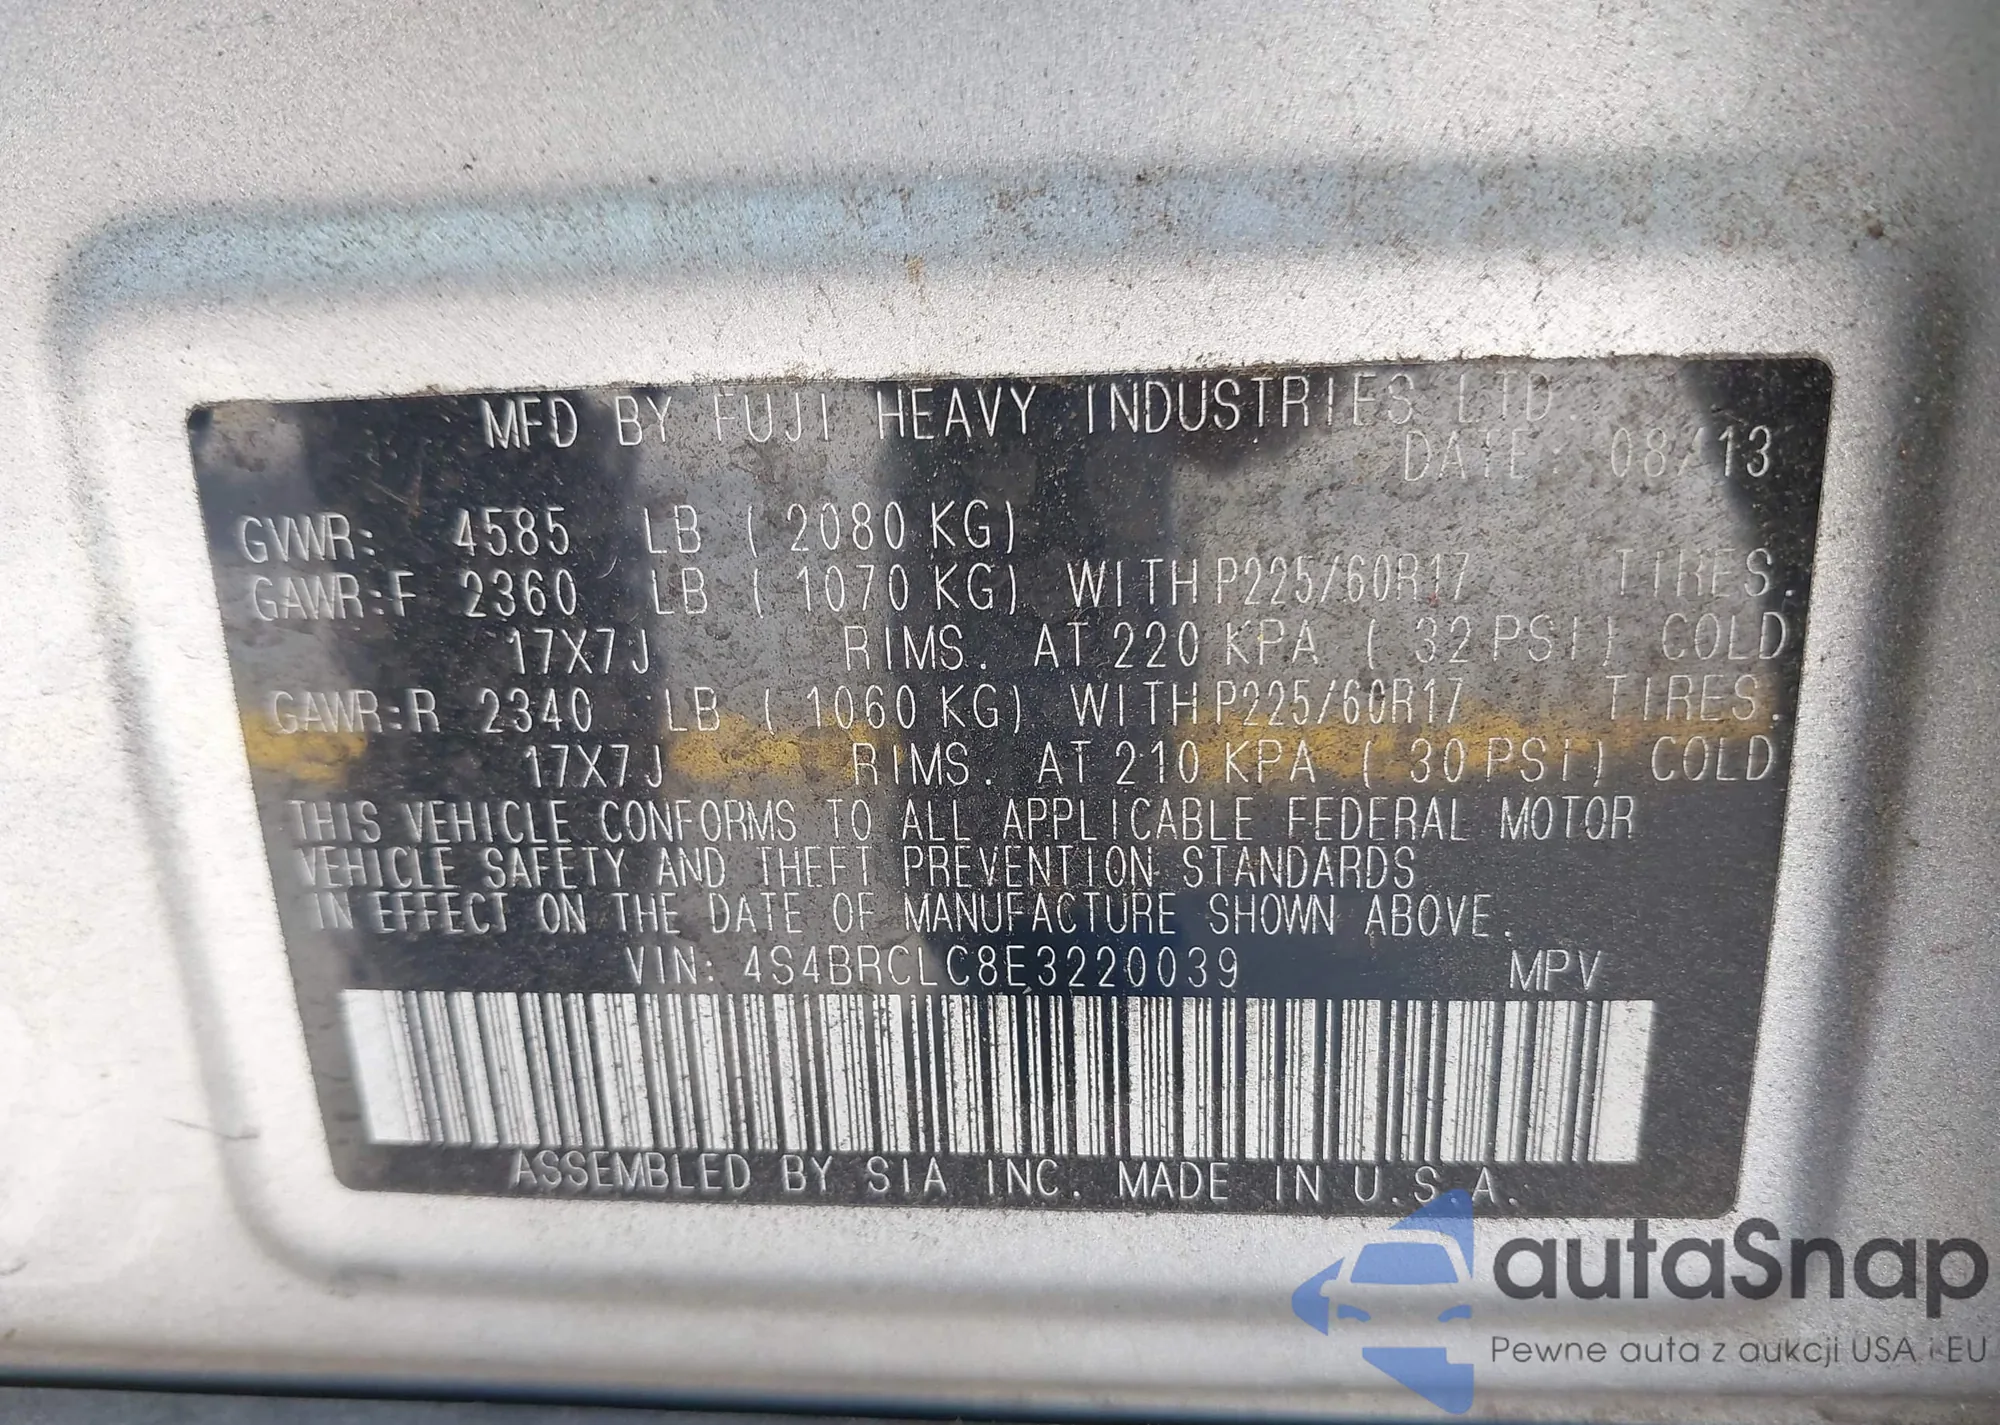 MFD BY FUJI HEAVY INDUSTRIES LTD.
DATE: 08/13
GVWR: 4585 LB ( 2080 KG)
GAWR:F 2360 LB ( 1070 KG) WITH P225/60R17 TIRES.
17X7J RIMS. AT 220 KPA ( 32 PSI) COLD
GAWR:R 2340 LB ( 1060 KG) WITH P225/60R17 TIRES.
17X7J RIMS. AT 210 KPA ( 30 PSI) COLD
THIS VEHICLE CONFORMS TO ALL APPLICABLE FEDERAL MOTOR
VEHICLE SAFETY AND THEFT PREVENTION STANDARDS
IN EFFECT ON THE DATE OF MANUFACTURE SHOWN ABOVE.
VIN: 4S4BRCLC8E3220039 MPV
ASSEMBLED BY SIA INC. MADE IN U.S.A.
autaSnap
Pewne auta z aukcji USA i EU